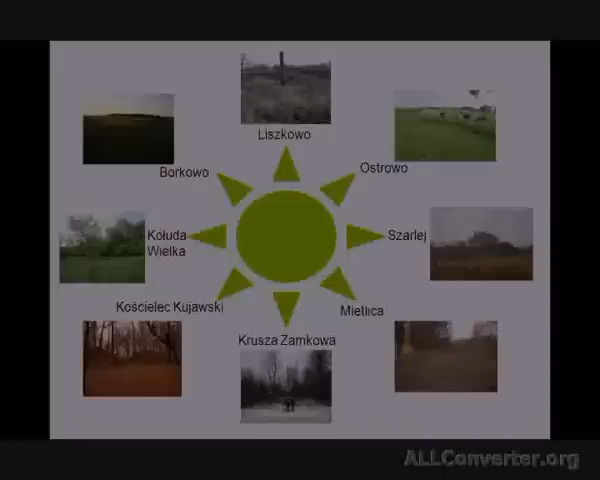 Liszkowo
Borkowo
Ostrowo
Kołuda
Wielka
Szarlej
Kościelec Kujawski
Mietlica
Krusza Zamkowa
ALLConverter.org